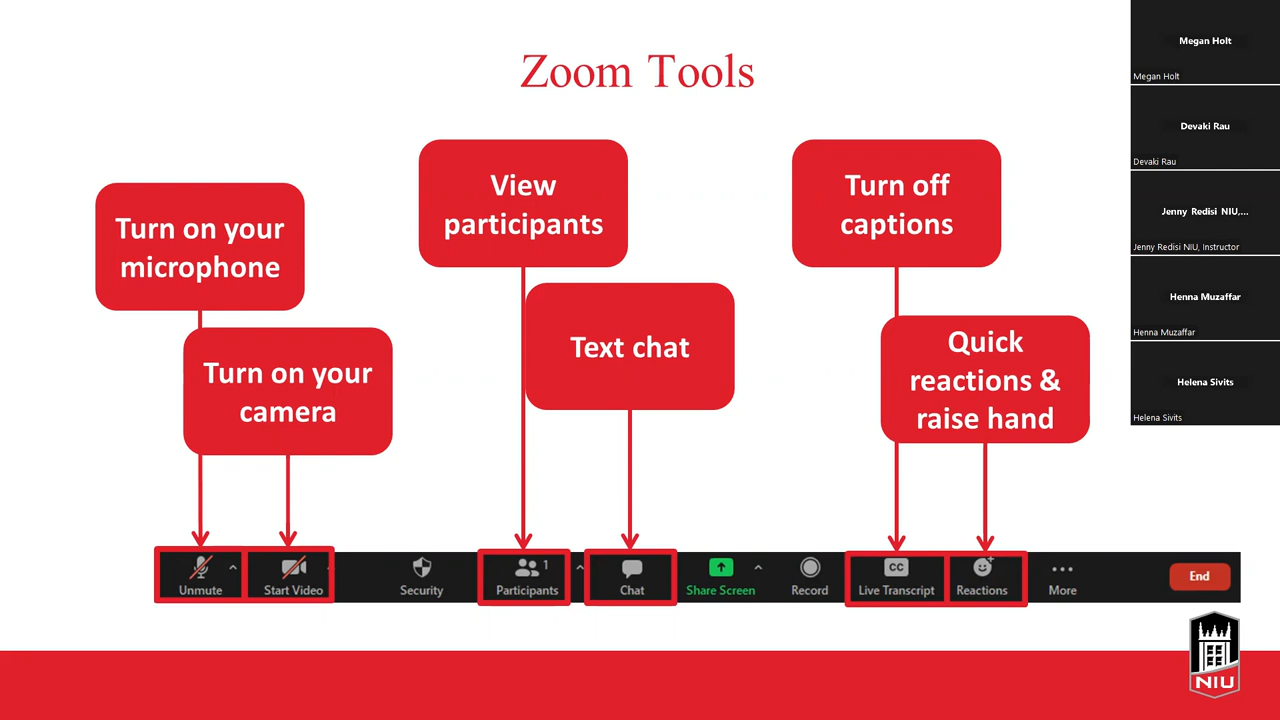 Zoom Tools
Turn on your
microphone
Turn on your
camera
View
participants
Text chat
Turn off
captions
Quick
reactions &
raise hand
Unmute
Start Video
Security
Participants
1
Chat
Share Screen
Record
CC
Live Transcript
Reactions
More
End
NIU
Megan Holt
Megan Holt
Devaki Rau
Devaki Rau
Jenny Redisi NIU,...
Jenny Redisi NIU, Instructor
Henna Muzaffar
Henna Muzaffar
Helena Sivits
Helena Sivits